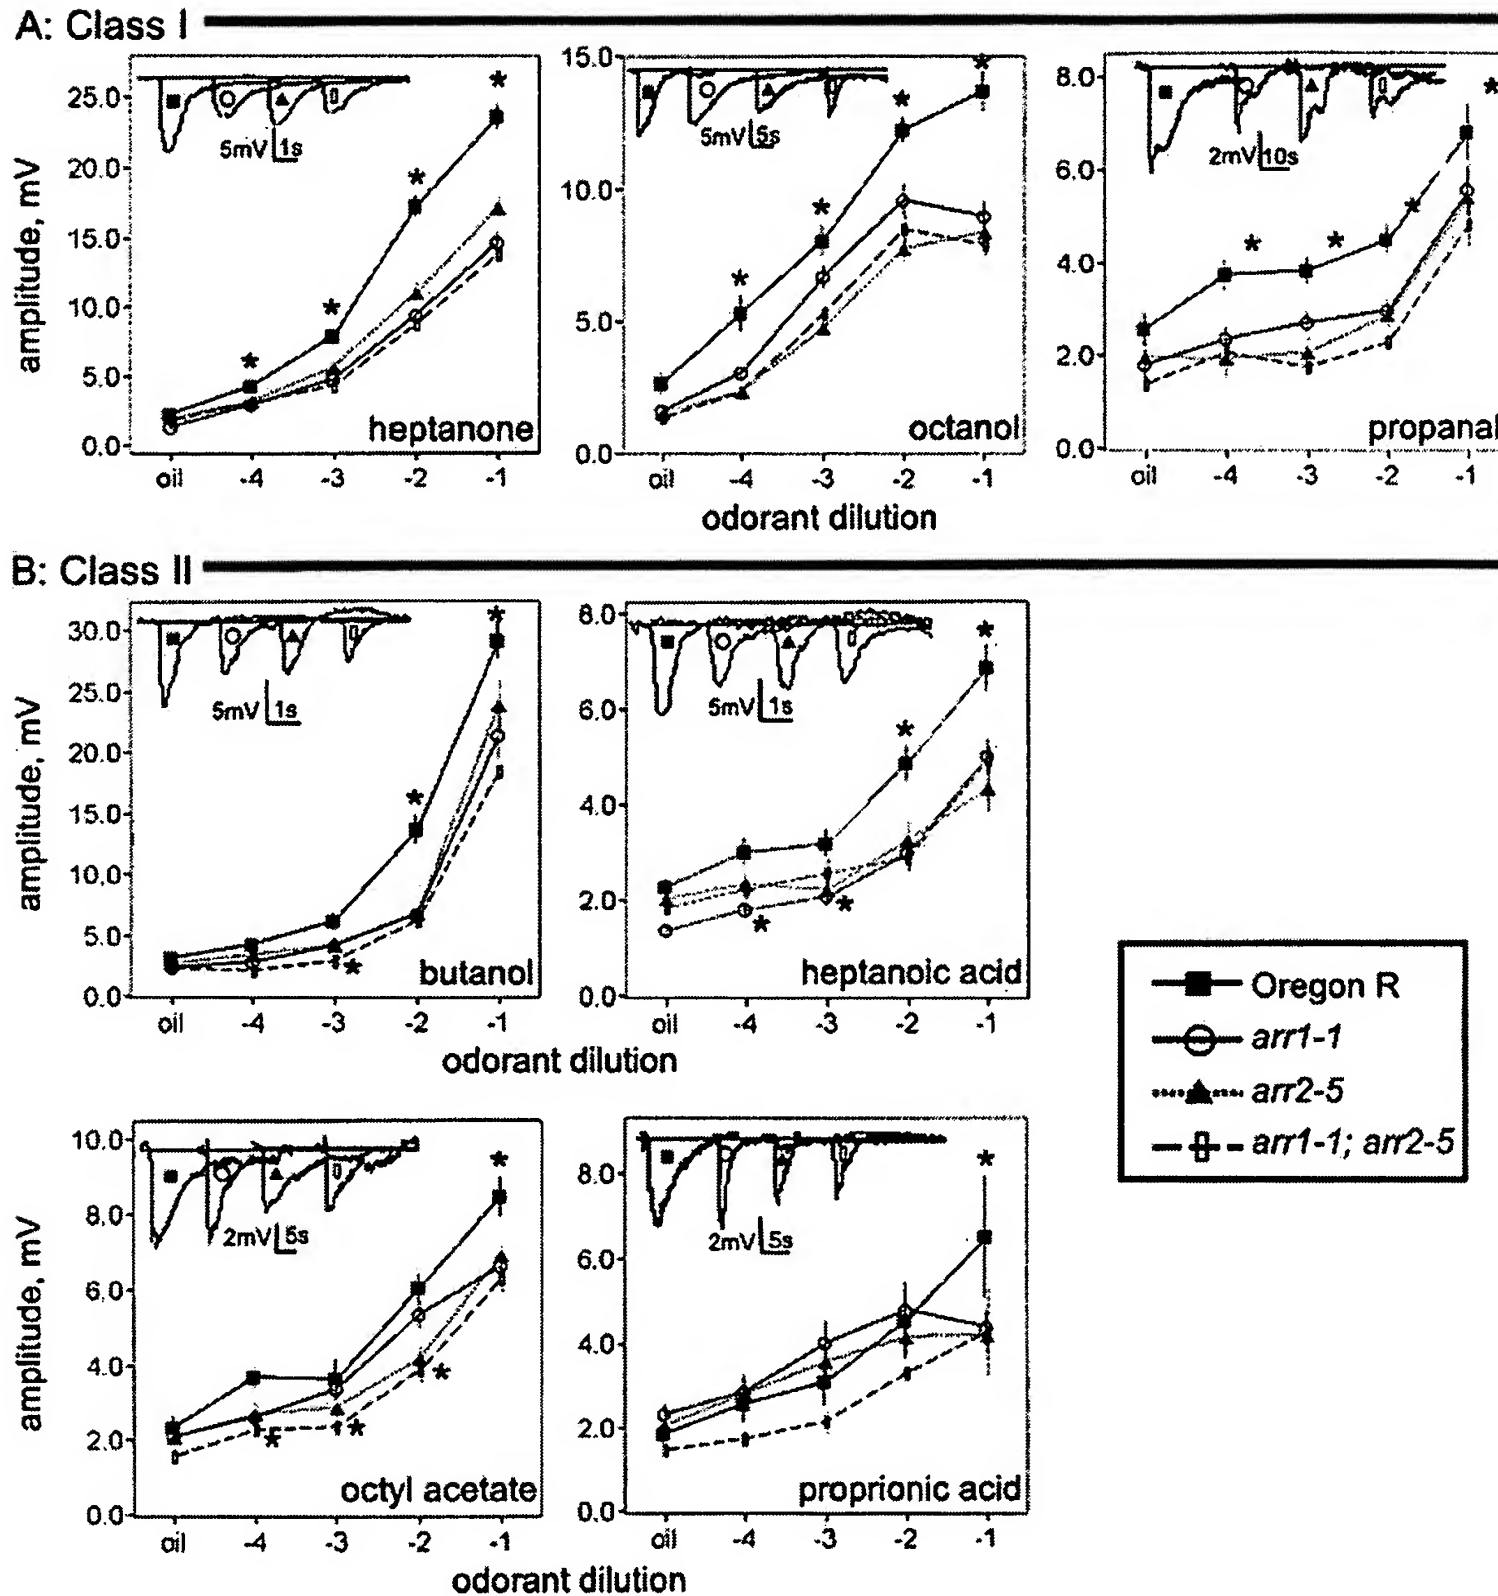 A: Class I
amplitude, mV
25.0
20.0
15.0
10.0
5.0
0.0
5mV 1s
* * * * *
heptanone
oil -4 -3 -2 -1
15.0
10.0
5.0
0.0
5mV 5s
* * * *
octanol
oil -4 -3 -2 -1
8.0
6.0
4.0
2.0
0.0
2mV 10s
* * * *
propanal
oil -4 -3 -2 -1
odorant dilution
B: Class II
amplitude, mV
30.0
25.0
20.0
15.0
10.0
5.0
0.0
5mV 1s
* * *
butanol
oil -4 -3 -2 -1
8.0
6.0
4.0
2.0
0.0
5mV 1s
* * * *
heptanoic acid
oil -4 -3 -2 -1
odorant dilution
Oregon R
arr1-1
arr2-5
arr1-1; arr2-5
amplitude, mV
10.0
8.0
6.0
4.0
2.0
0.0
2mV 5s
* * * *
octyl acetate
oil -4 -3 -2 -1
8.0
6.0
4.0
2.0
0.0
2mV 5s
*
proprionic acid
oil -4 -3 -2 -1
odorant dilution